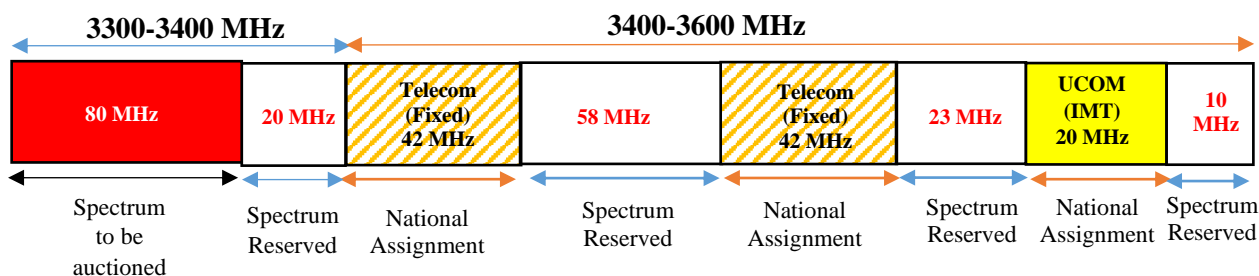 3300-3400 MHz
3400-3600 MHz
80 MHz
20 MHz
Telecom
(Fixed)
42 MHz
58 MHz
Telecom
(Fixed)
42 MHz
23 MHz
UCOM
(IMT)
20 MHz
10
MHz
Spectrum
to be
auctioned
Spectrum
Reserved
National
Assignment
Spectrum
Reserved
National
Assignment
Spectrum
Reserved
National
Assignment
Spectrum
Reserved